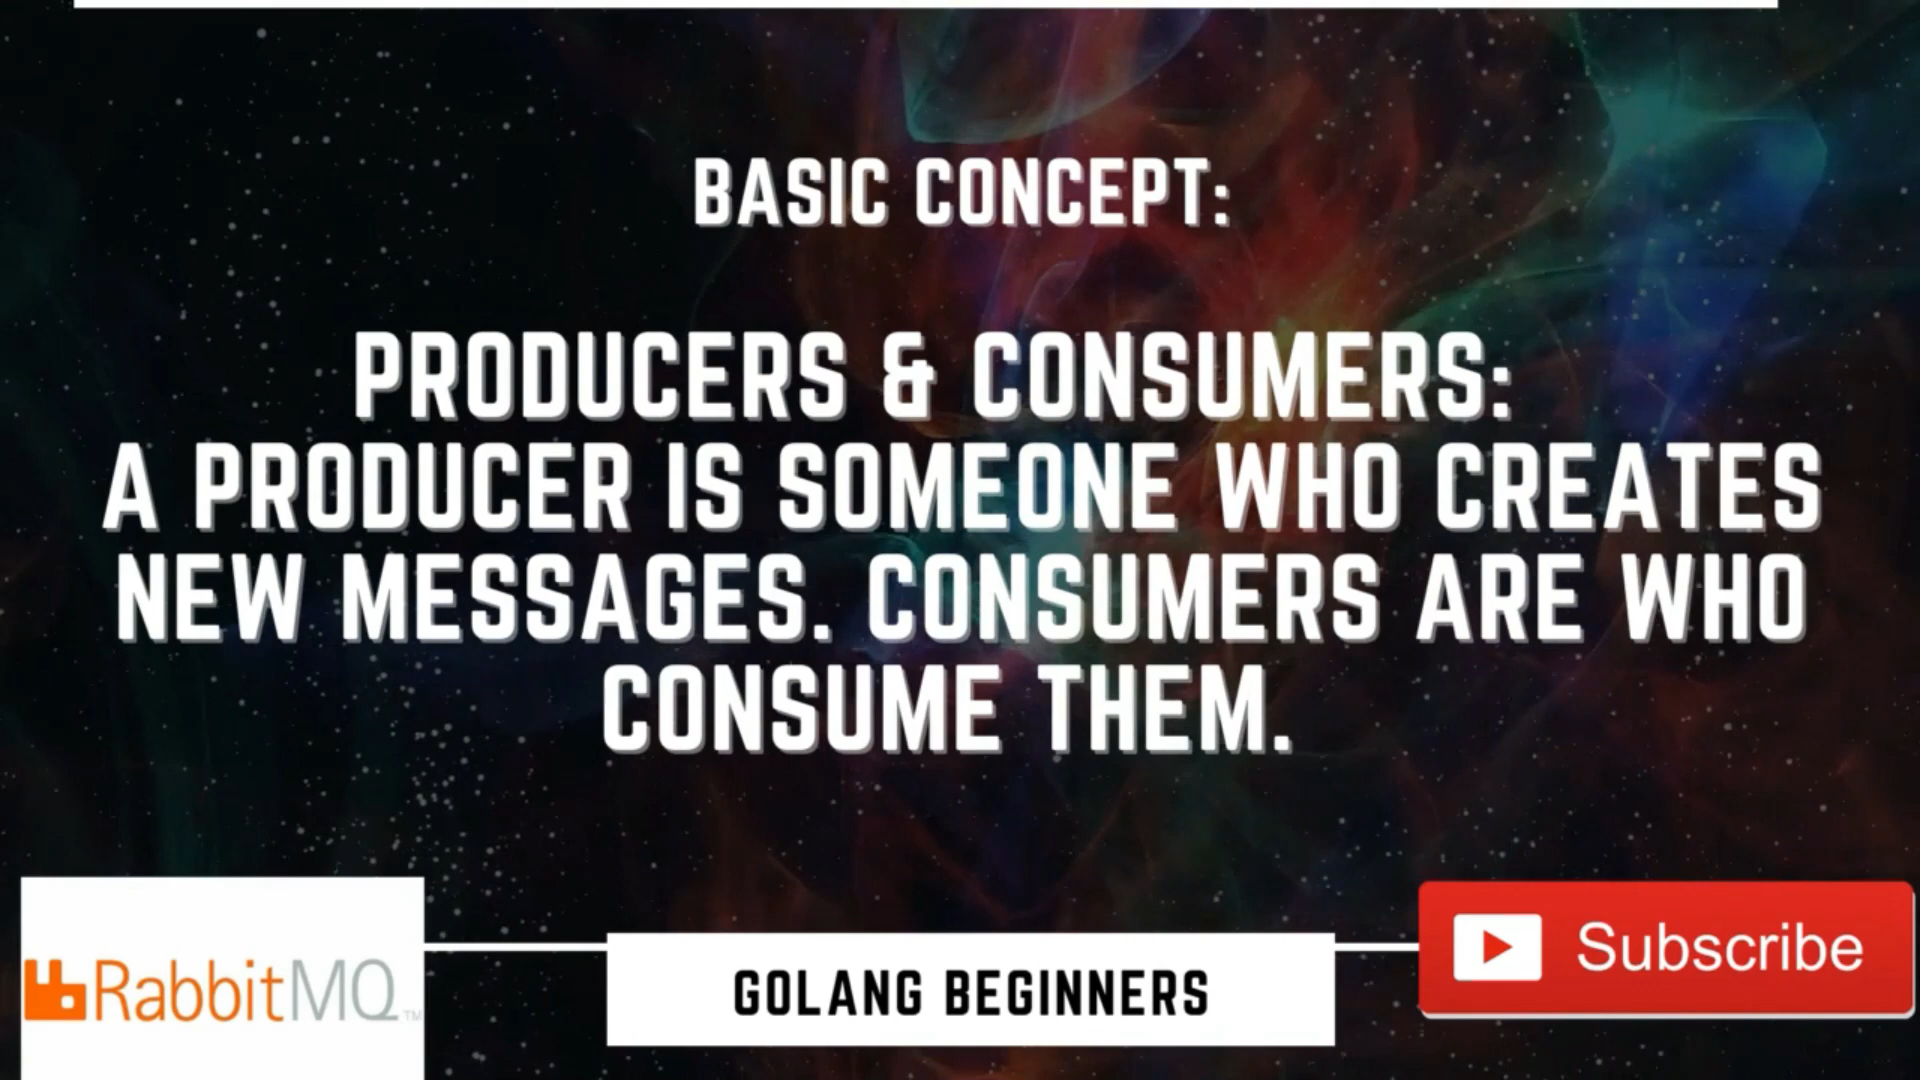 BASIC CONCEPT:
PRODUCERS & CONSUMERS:
A PRODUCER IS SOMEONE WHO CREATES
NEW MESSAGES. CONSUMERS ARE WHO
CONSUME THEM.
RabbitMQ™
GOLANG BEGINNERS
Subscribe